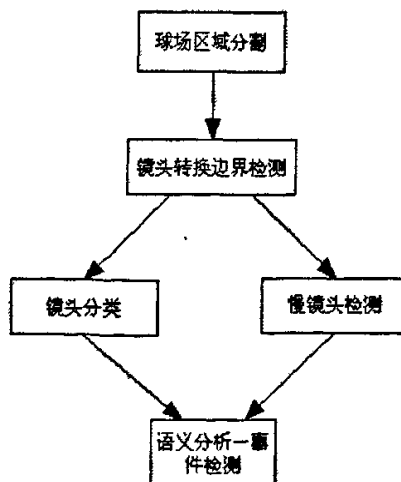 球场区域分割
镜头转换边界检测
镜头分类
慢镜头检测
语义分析一事
件检测